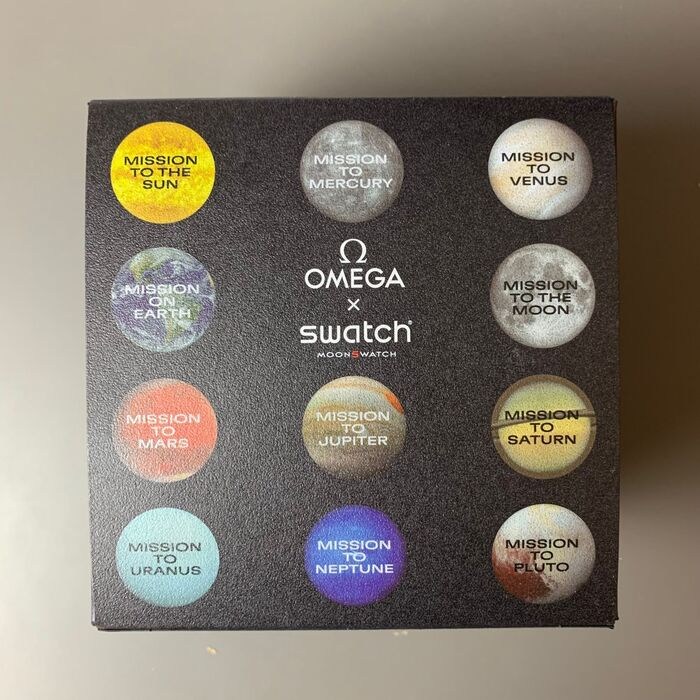 MISSION
TO THE
SUN
MISSION
TO
MERCURY
MISSION
TO
VENUS
MISSION
ON
EARTH
Ω
OMEGA
×
swatch®
MOONSWATCH
MISSION
TO THE
MOON
MISSION
TO
MARS
MISSION
TO
JUPITER
MISSION
TO
SATURN
MISSION
TO
URANUS
MISSION
TO
NEPTUNE
MISSION
TO
PLUTO